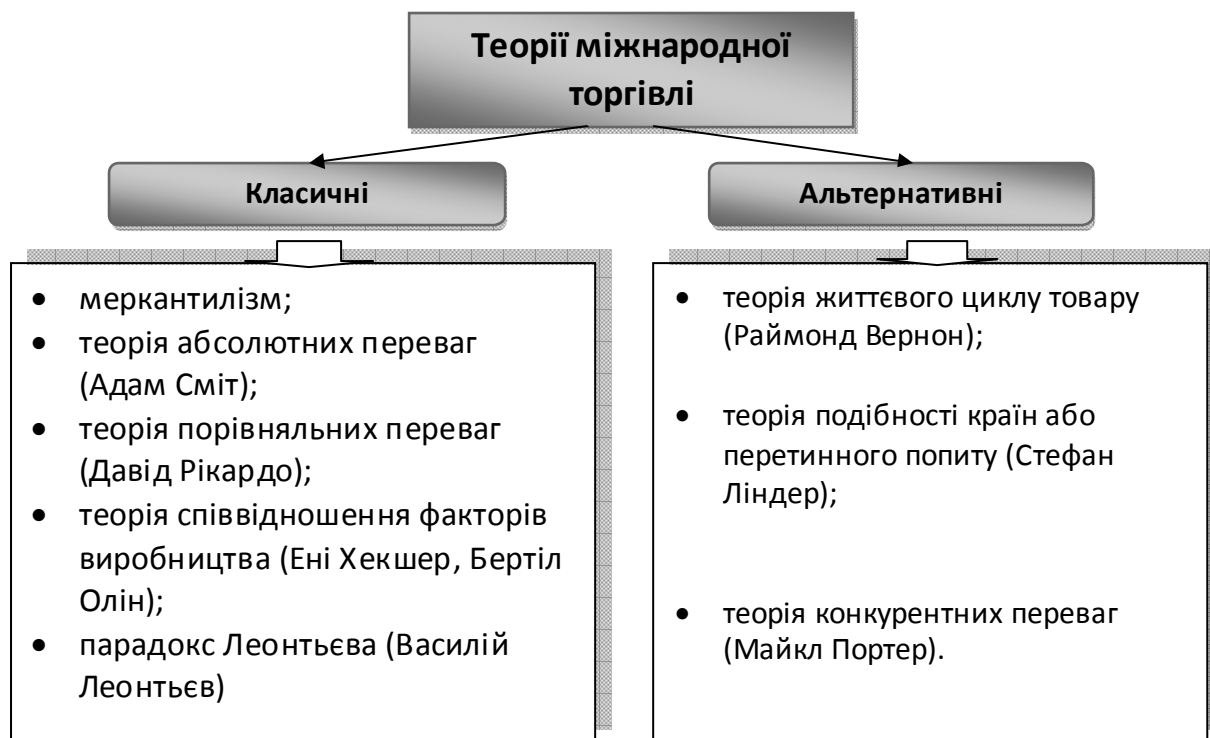 Теорії міжнародної
торгівлі
Класичні
Альтернативні
• меркантилізм;
• теорія абсолютних переваг
(Адам Сміт);
• теорія порівняльних переваг
(Давід Рікардо);
• теорія співвідношення факторів
виробництва (Ені Хекшер, Бертіл
Олін);
• парадокс Леонтьєва (Василій
Леонтьєв)
• теорія життєвого циклу товару
(Раймонд Вернон);
• теорія подібності країн або
перетинного попиту (Стефан
Ліндер);
• теорія конкурентних переваг
(Майкл Портер).